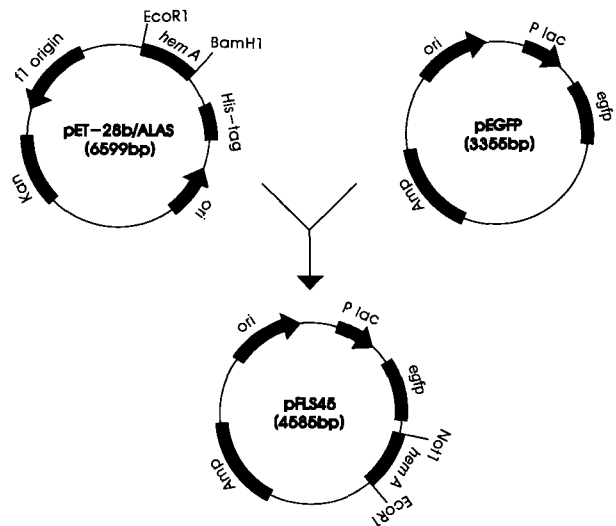 EcoR1
hem A
BamH1
f1 origin
His-tag
pET-28b/ALAS
(6599bp)
Kan
ori
ori
P lac
egfp
pEGFP
(3355bp)
Amp
ori
P lac
egfp
pFLS45
(4585bp)
Not1
hem A
EcoR1
Amp